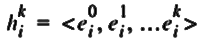 h_i^k = <e_i^0, e_i^1, …e_i^k>